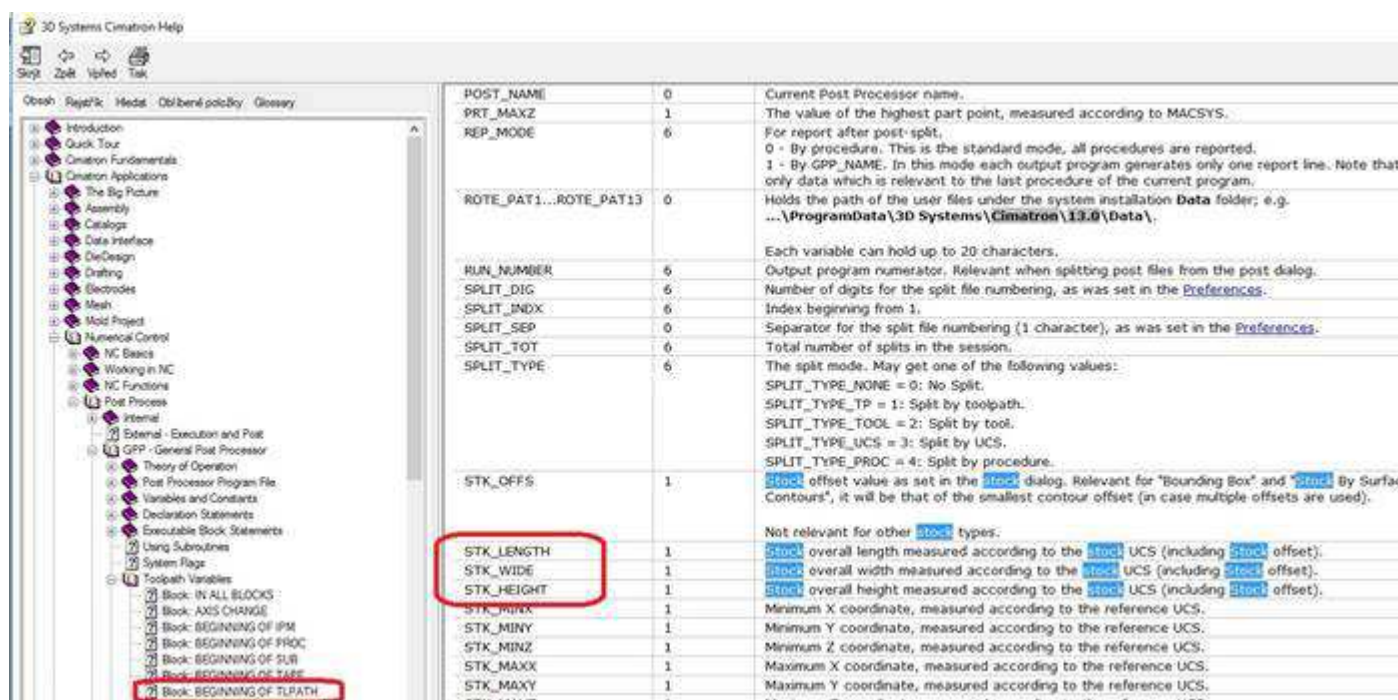 3D Systems Cimatron Help
Skrýt Zpět Vpřed Tisk
Obsah Rejstřík Hledat Oblíbené položky Glossary
Introduction
Quick Tour
Cimatron Fundamentals
Cimatron Applications
The Big Picture
Assembly
Catalogs
Data Interface
DieDesign
Drafting
Electrodes
Mesh
Mold Project
Numerical Control
NC Basics
Working in NC
NC Functions
Post Process
Internal
External - Execution and Post
GPP - General Post Processor
Theory of Operation
Post Processor Program File
Variables and Constants
Declaration Statements
Executable Block Statements
Using Subroutines
System Flags
Toolpath Variables
Block: IN ALL BLOCKS
Block: AXIS CHANGE
Block: BEGINNING OF IPM
Block: BEGINNING OF PROC
Block: BEGINNING OF SUB
Block: BEGINNING OF TAPE
Block: BEGINNING OF TLPATH
POST_NAME 0 Current Post Processor name.
PRT_MAXZ 1 The value of the highest part point, measured according to MACSYS.
REP_MODE 6 For report after post-split.
0 - By procedure. This is the standard mode, all procedures are reported.
1 - By GPP_NAME. In this mode each output program generates only one report line. Note that
only data which is relevant to the last procedure of the current program.
ROTE_PAT1...ROTE_PAT13 0 Holds the path of the user files under the system installation Data folder; e.g.
...\ProgramData\3D Systems\Cimatron\13.0\Data\.
Each variable can hold up to 20 characters.
RUN_NUMBER 6 Output program numerator. Relevant when splitting post files from the post dialog.
SPLIT_DIG 6 Number of digits for the split file numbering, as was set in the Preferences.
SPLIT_INDX 6 Index beginning from 1.
SPLIT_SEP 0 Separator for the split file numbering (1 character), as was set in the Preferences.
SPLIT_TOT 6 Total number of splits in the session.
SPLIT_TYPE 6 The split mode. May get one of the following values:
SPLIT_TYPE_NONE = 0: No Split.
SPLIT_TYPE_TP = 1: Split by toolpath.
SPLIT_TYPE_TOOL = 2: Split by tool.
SPLIT_TYPE_UCS = 3: Split by UCS.
SPLIT_TYPE_PROC = 4: Split by procedure.
STK_OFFS 1 Stock offset value as set in the stock dialog. Relevant for "Bounding Box" and "Stock By Surfac
Contours", it will be that of the smallest contour offset (in case multiple offsets are used).
Not relevant for other stock types.
STK_LENGTH 1 Stock overall length measured according to the stock UCS (including Stock offset).
STK_WIDE 1 Stock overall width measured according to the stock UCS (including Stock offset).
STK_HEIGHT 1 Stock overall height measured according to the stock UCS (including Stock offset).
STK_MINX 1 Minimum X coordinate, measured according to the reference UCS.
STK_MINY 1 Minimum Y coordinate, measured according to the reference UCS.
STK_MINZ 1 Minimum Z coordinate, measured according to the reference UCS.
STK_MAXX 1 Maximum X coordinate, measured according to the reference UCS.
STK_MAXY 1 Maximum Y coordinate, measured according to the reference UCS.